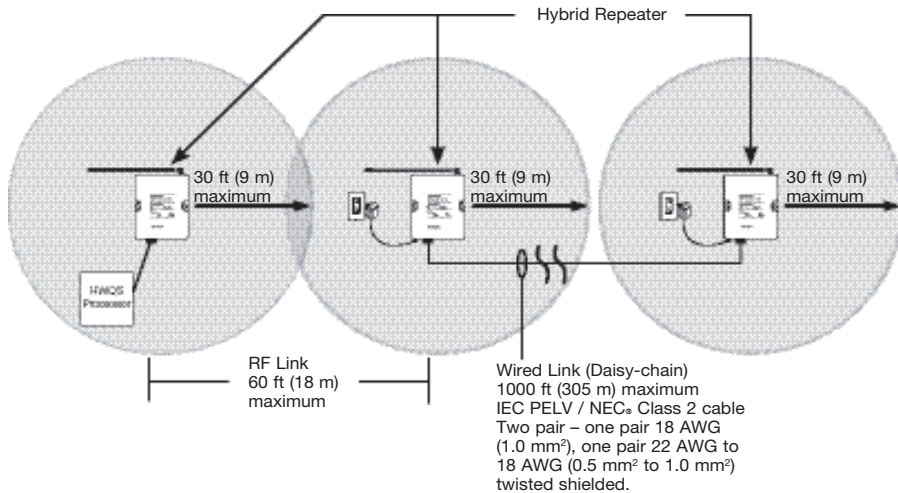 Hybrid Repeater
30 ft (9 m)
maximum
30 ft (9 m)
maximum
30 ft (9 m)
maximum
HWQS
Processor
RF Link
60 ft (18 m)
maximum
Wired Link (Daisy-chain)
1000 ft (305 m) maximum
IEC PELV / NEC® Class 2 cable
Two pair – one pair 18 AWG
(1.0 mm²), one pair 22 AWG to
18 AWG (0.5 mm² to 1.0 mm²)
twisted shielded.